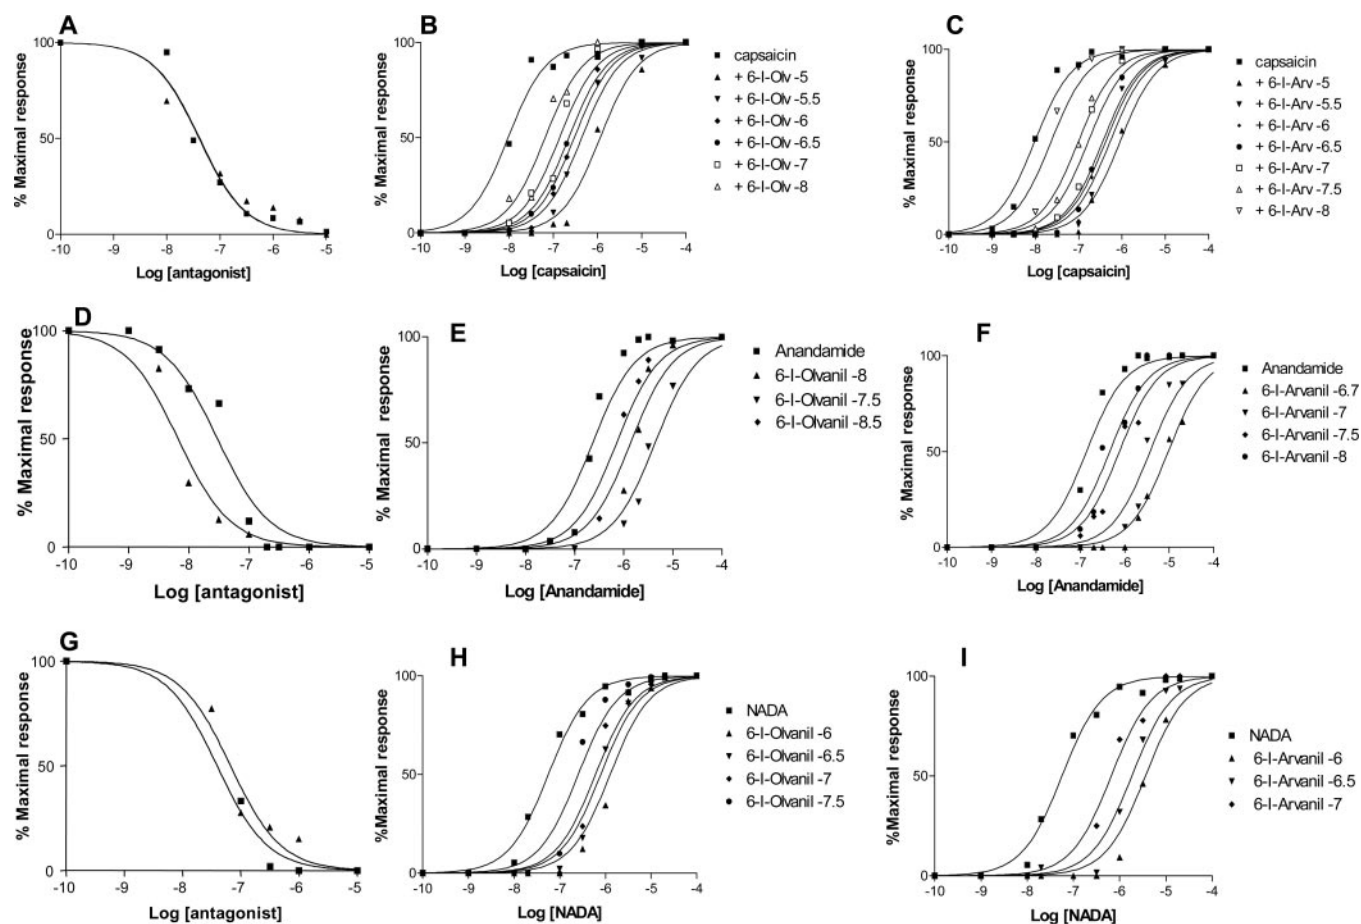 A
% Maximal response
100
50
0
-10 -9 -8 -7 -6 -5
Log [antagonist]
B
% Maximal response
100
50
0
-10 -9 -8 -7 -6 -5 -4
Log [capsaicin]
capsaicin
+ 6-I-Olv -5
+ 6-I-Olv -5.5
+ 6-I-Olv -6
+ 6-I-Olv -6.5
+ 6-I-Olv -7
+ 6-I-Olv -8
C
% Maximal response
100
50
0
-10 -9 -8 -7 -6 -5 -4
Log [capsaicin]
capsaicin
+ 6-I-Arv -5
+ 6-I-Arv -5.5
+ 6-I-Arv -6
+ 6-I-Arv -6.5
+ 6-I-Arv -7
+ 6-I-Arv -7.5
+ 6-I-Arv -8
D
% Maximal response
100
50
0
-10 -9 -8 -7 -6 -5
Log [antagonist]
E
% Maximal response
100
50
0
-10 -9 -8 -7 -6 -5 -4
Log [Anandamide]
Anandamide
6-I-Olvanil -8
6-I-Olvanil -7.5
6-I-Olvanil -8.5
F
% Maximal response
100
50
0
-10 -9 -8 -7 -6 -5 -4
Log [Anandamide]
Anandamide
6-I-Arvanil -6.7
6-I-Arvanil -7
6-I-Arvanil -7.5
6-I-Arvanil -8
G
% Maximal response
100
50
0
-10 -9 -8 -7 -6 -5
Log [antagonist]
H
%Maximal response
100
50
0
-10 -9 -8 -7 -6 -5 -4
Log [NADA]
NADA
6-I-Olvanil -6
6-I-Olvanil -6.5
6-I-Olvanil -7
6-I-Olvanil -7.5
I
%Maximal response
100
50
0
-10 -9 -8 -7 -6 -5 -4
Log [NADA]
NADA
6-I-Arvanil -6
6-I-Arvanil -6.5
6-I-Arvanil -7